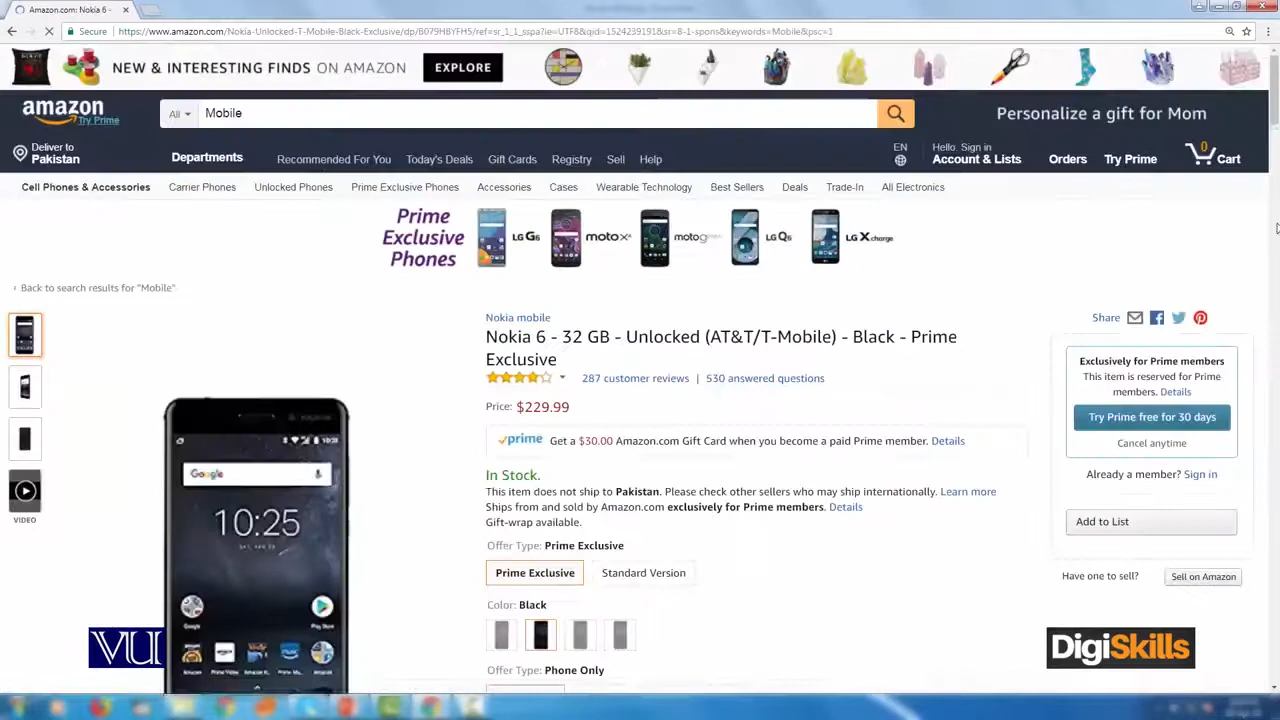 Amazon.com: Nokia 6 -
Secure https://www.amazon.com/Nokia-Unlocked-T-Mobile-Black-Exclusive/dp/B079HBYFH5/ref=sr_1_1_sspa?ie=UTF8&qid=1524239191&sr=8-1-spons&keywords=Mobile&psc=1
NEW & INTERESTING FINDS ON AMAZON EXPLORE
amazon
Try Prime
All Mobile
Personalize a gift for Mom
Deliver to
Pakistan
Departments
Recommended For You Today's Deals Gift Cards Registry Sell Help
EN
Hello. Sign in
Account & Lists
Orders Try Prime
0
Cart
Cell Phones & Accessories Carrier Phones Unlocked Phones Prime Exclusive Phones Accessories Cases Wearable Technology Best Sellers Deals Trade-In All Electronics
Prime
Exclusive
Phones
LG G6 moto x4 moto g LG Q6 LG X charge
‹ Back to search results for "Mobile"
Nokia mobile
Nokia 6 - 32 GB - Unlocked (AT&T/T-Mobile) - Black - Prime
Exclusive
287 customer reviews | 530 answered questions
Price: $229.99
prime Get a $30.00 Amazon.com Gift Card when you become a paid Prime member. Details
In Stock.
This item does not ship to Pakistan. Please check other sellers who may ship internationally. Learn more
Ships from and sold by Amazon.com exclusively for Prime members. Details
Gift-wrap available.
Offer Type: Prime Exclusive
Prime Exclusive Standard Version
Color: Black
Offer Type: Phone Only
Share
Exclusively for Prime members
This item is reserved for Prime
members. Details
Try Prime free for 30 days
Cancel anytime
Already a member? Sign in
Add to List
Have one to sell? Sell on Amazon
VIDEO
Google
10:25
VU
DigiSkills